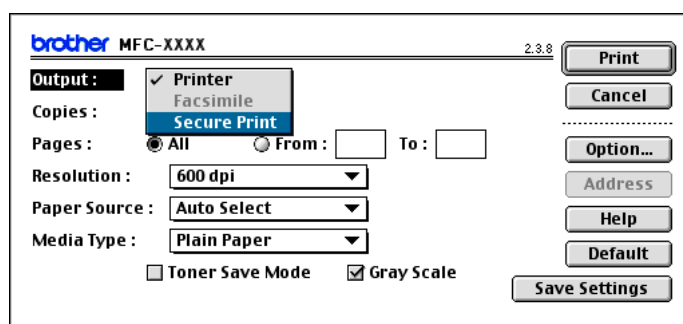 brother MFC-XXXX 2.3.8
Print
Output : ✓ Printer
Facsimile
Cancel
Copies :
Secure Print
Pages : All From : To : Option...
Resolution : 600 dpi
Address
Paper Source : Auto Select
Help
Media Type : Plain Paper
Default
Toner Save Mode Gray Scale
Save Settings